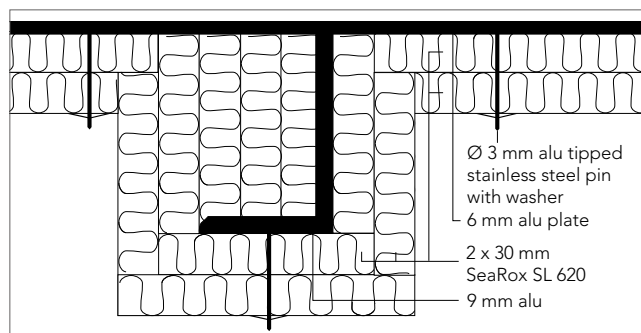 Ø 3 mm alu tipped
stainless steel pin
with washer
6 mm alu plate
2 x 30 mm
SeaRox SL 620
9 mm alu